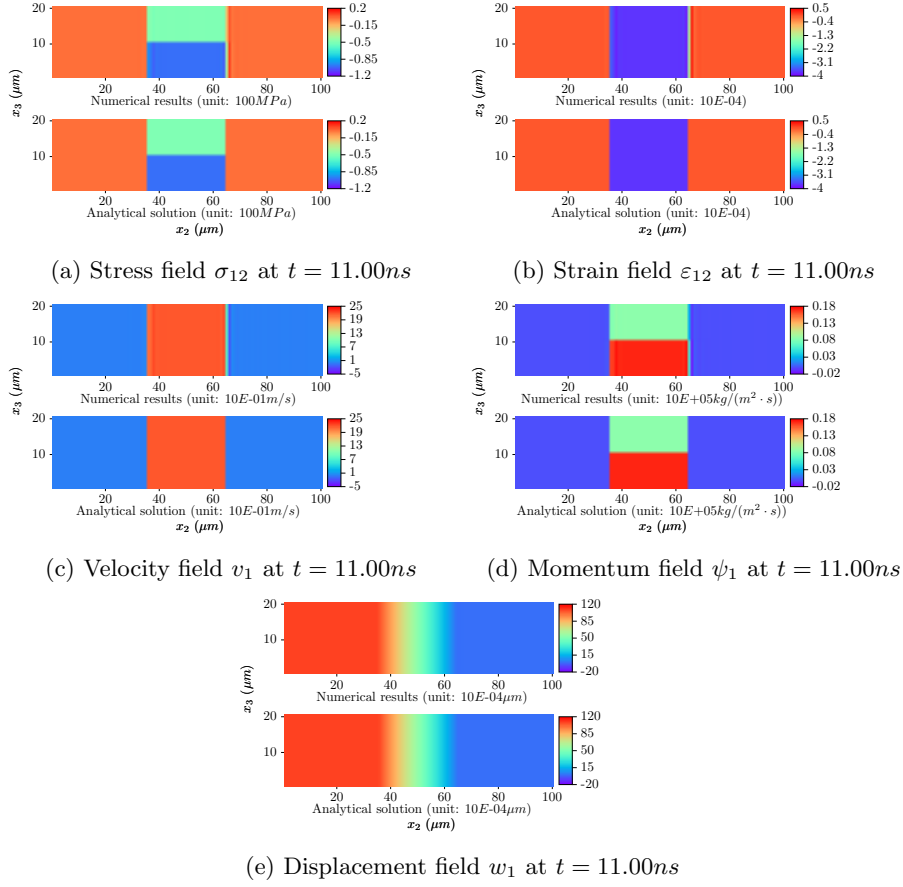 20
10
20 40 60 80 100
Numerical results (unit: 100MPa)
0.2
-0.15
-0.5
-0.85
-1.2
x₃ (μm)
20
10
20 40 60 80 100
Analytical solution (unit: 100MPa)
x₂ (μm)
0.2
-0.15
-0.5
-0.85
-1.2
(a) Stress field σ₁₂ at t = 11.00ns
20
10
20 40 60 80 100
Numerical results (unit: 10E-04)
0.5
-0.4
-1.3
-2.2
-3.1
-4
x₃ (μm)
20
10
20 40 60 80 100
Analytical solution (unit: 10E-04)
x₂ (μm)
0.5
-0.4
-1.3
-2.2
-3.1
-4
(b) Strain field ε₁₂ at t = 11.00ns
20
10
20 40 60 80 100
Numerical results (unit: 10E-01m/s)
25
19
13
7
1
-5
x₃ (μm)
20
10
20 40 60 80 100
Analytical solution (unit: 10E-01m/s)
x₂ (μm)
25
19
13
7
1
-5
(c) Velocity field v₁ at t = 11.00ns
20
10
20 40 60 80 100
Numerical results (unit: 10E+05kg/(m² · s))
0.18
0.13
0.08
0.03
-0.02
x₃ (μm)
20
10
20 40 60 80 100
Analytical solution (unit: 10E+05kg/(m² · s))
x₂ (μm)
0.18
0.13
0.08
0.03
-0.02
(d) Momentum field ψ₁ at t = 11.00ns
20
10
20 40 60 80 100
Numerical results (unit: 10E-04μm)
120
85
50
15
-20
x₃ (μm)
20
10
20 40 60 80 100
Analytical solution (unit: 10E-04μm)
x₂ (μm)
120
85
50
15
-20
(e) Displacement field w₁ at t = 11.00ns